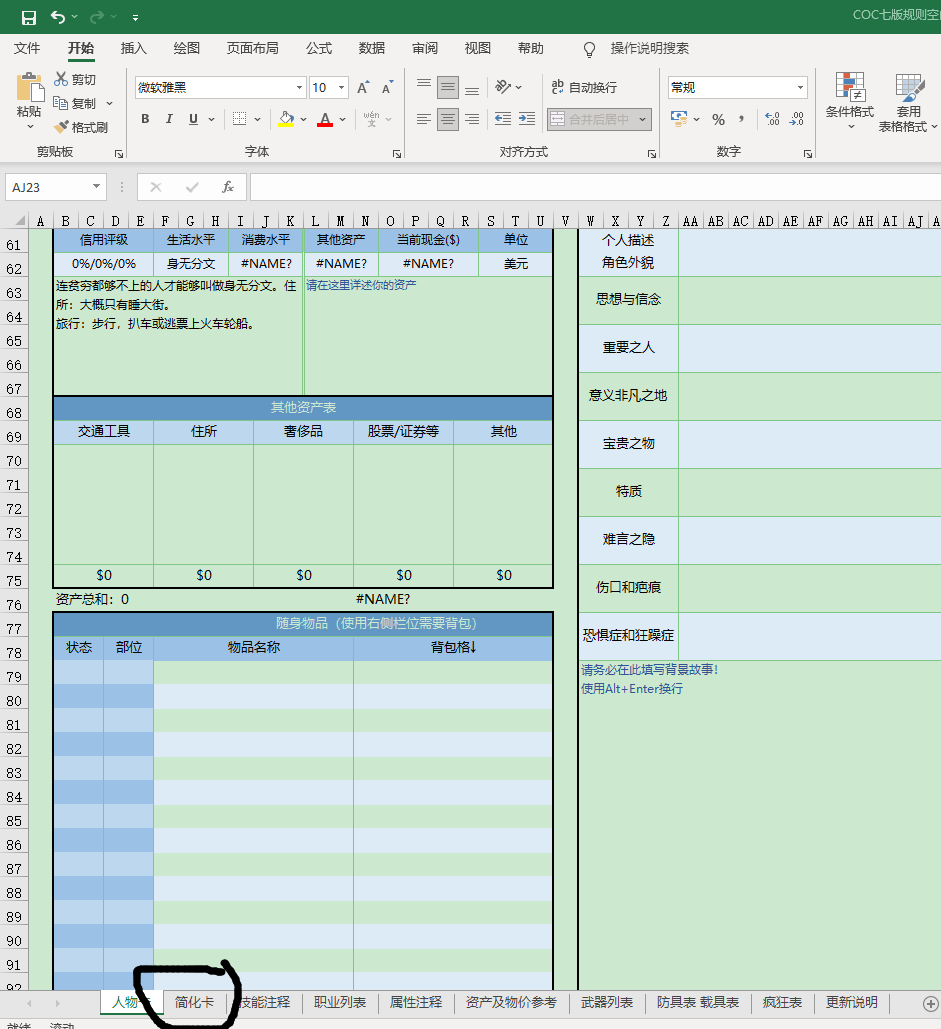 COC七版规则空
文件 开始 插入 绘图 页面布局 公式 数据 审阅 视图 帮助 操作说明搜索
粘贴 剪切 复制 格式刷
微软雅黑 10 A A
B I U A wén 文
ab 自动换行
合并后居中
常规
% , .00
条件格式 套用
表格格式
剪贴板 字体 对齐方式 数字
AJ23 fx
A B C D E F G H I J K L M N O P Q R S T U V W X Y Z AA AB AC AD AE AF AG AH AI AJ
61 信用评级 生活水平 消费水平 其他资产 当前现金($) 单位 个人描述
62 0%/0%/0% 身无分文 #NAME? #NAME? #NAME? 美元 角色外貌
63 连贫穷都够不上的人才能够叫做身无分文。住 请在这里详述你的资产 思想与信念
64 所：大概只有睡大街。
旅行：步行，扒车或逃票上火车轮船。
65 重要之人
66
67 意义非凡之地
68 其他资产表
69 交通工具 住所 奢侈品 股票/证券等 其他 宝贵之物
70
71 特质
72
73 难言之隐
74
75 $0 $0 $0 $0 $0 伤口和疤痕
76 资产总和：0 #NAME?
77 随身物品（使用右侧栏位需要背包） 恐惧症和狂躁症
78 状态 部位 物品名称 背包格↓
79 请务必在此填写背景故事！
使用Alt+Enter换行
80
81
82
83
84
85
86
87
88
89
90
91
92
人物 简化卡 技能注释 职业列表 属性注释 资产及物价参考 武器列表 防具表 载具表 疯狂表 更新说明
就绪 滚动